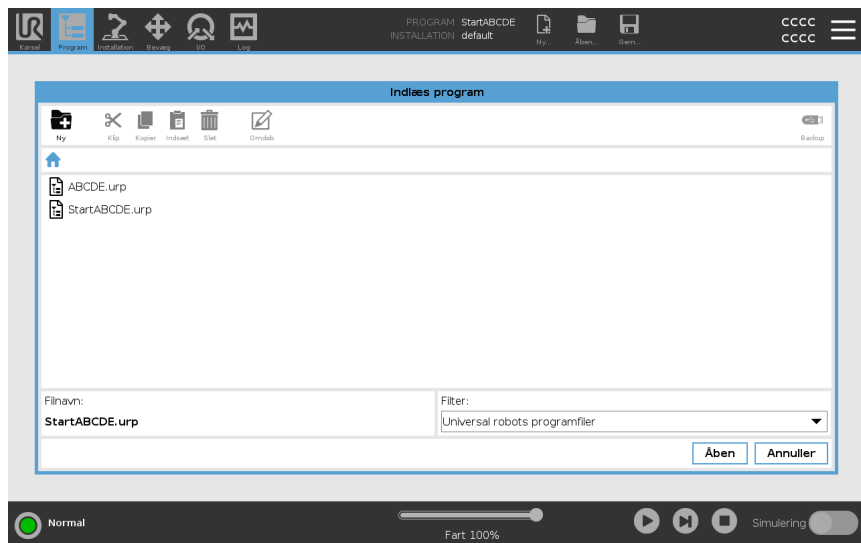 UR
PROGRAM StartABCDE
INSTALLATION default
CCCC
CCCC
Kørsel Program Installation Bevæg I/O Log Ny... Åben... Gem...
Indlæs program
Ny Klip Kopier Indsæt Slet Omdøb Backup
ABCDE.urp
StartABCDE.urp
Filnavn: Filter:
StartABCDE.urp Universal robots programfiler
Åben Annuller
Normal Fart 100% Simulering